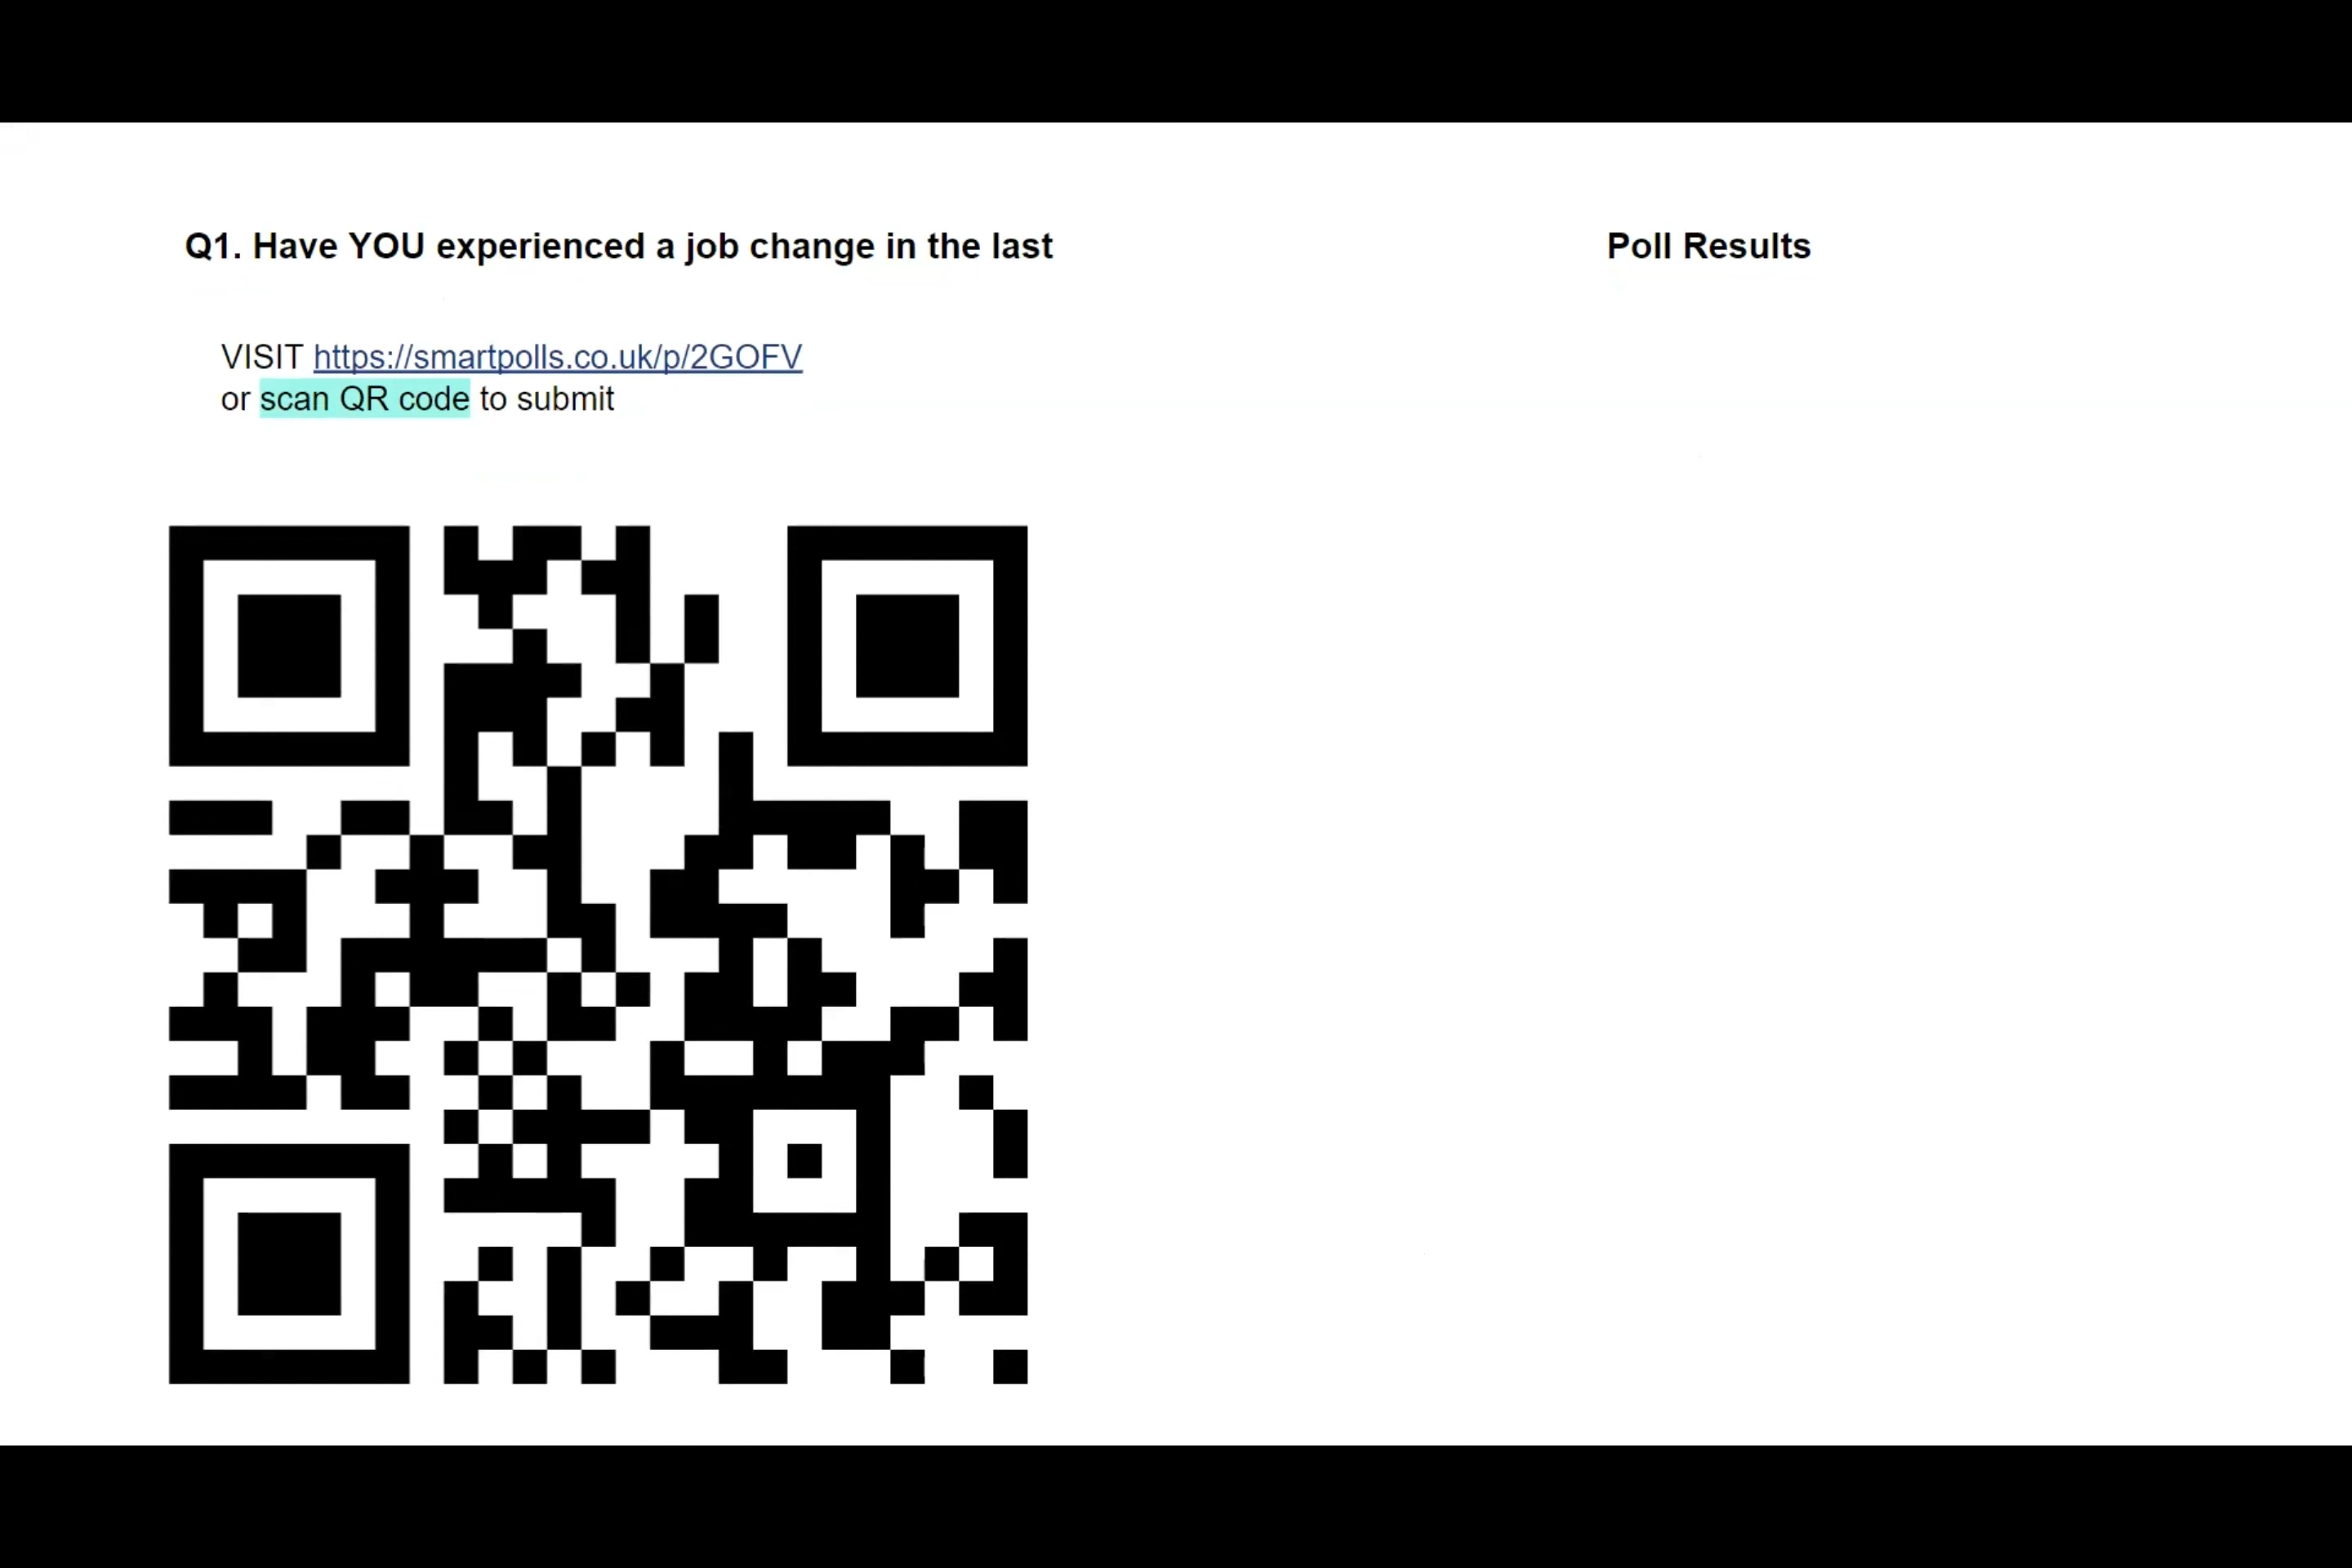 Q1. Have YOU experienced a job change in the last
Poll Results
VISIT https://smartpolls.co.uk/p/2GOFV
or scan QR code to submit